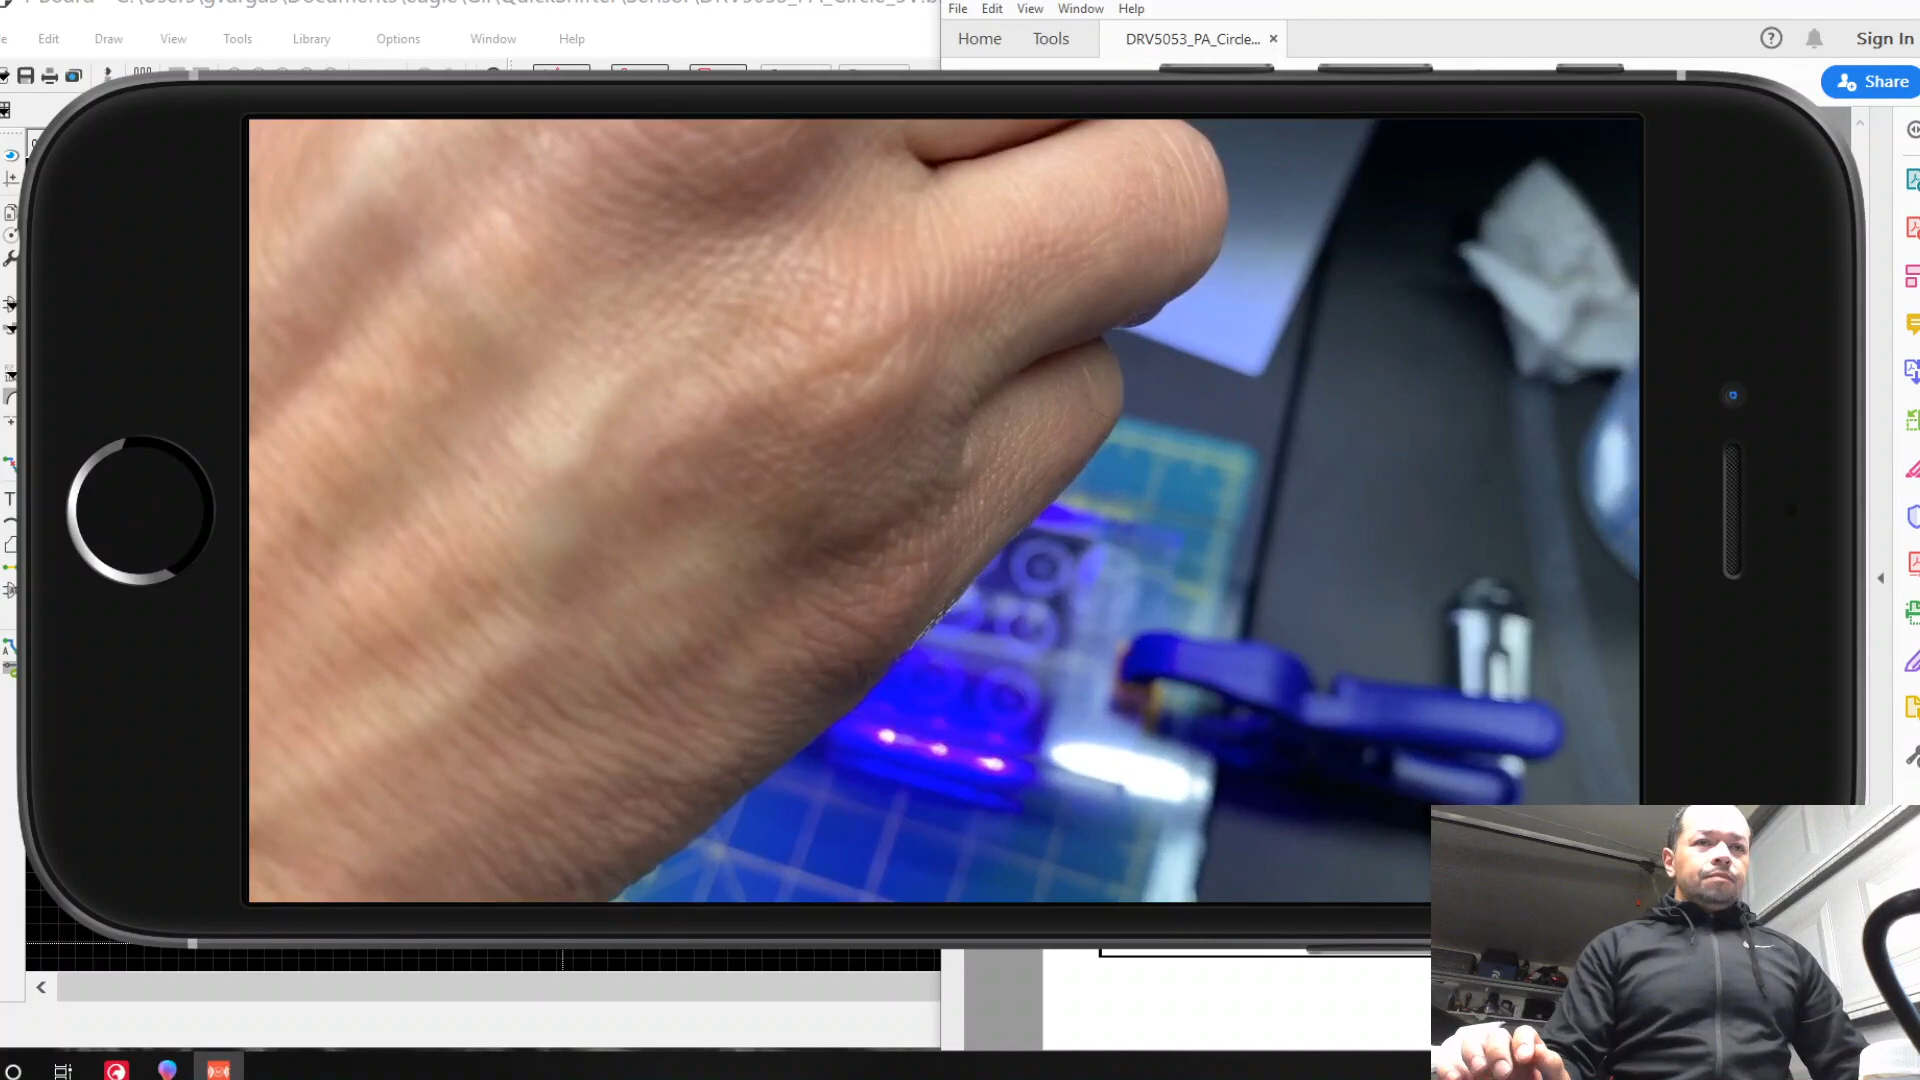 File Edit View Window Help
Edit Draw View Tools Library Options Window Help
Home Tools DRV5053_PA_Circle... × Sign In
Share